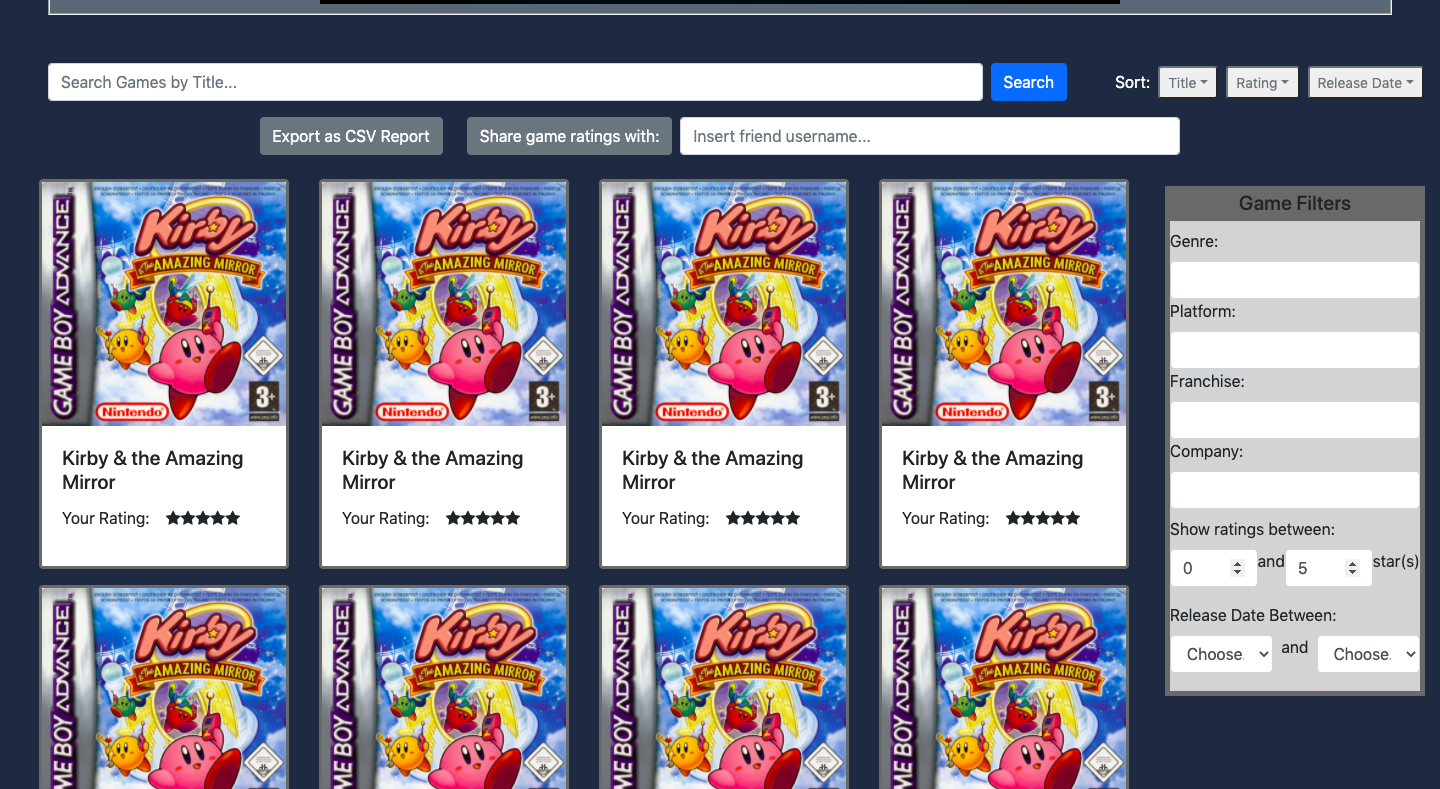 Search Games by Title...
Search
Sort:
Title
Rating
Release Date
Export as CSV Report
Share game ratings with:
Insert friend username...
GAME BOY ADVANCE
Kirby
& The
AMAZING MIRROR
Nintendo
3+
GAME BOY ADVANCE
Kirby
& The
AMAZING MIRROR
Nintendo
3+
GAME BOY ADVANCE
Kirby
& The
AMAZING MIRROR
Nintendo
3+
GAME BOY ADVANCE
Kirby
& The
AMAZING MIRROR
Nintendo
3+
Kirby & the Amazing
Mirror
Your Rating:
Kirby & the Amazing
Mirror
Your Rating:
Kirby & the Amazing
Mirror
Your Rating:
Kirby & the Amazing
Mirror
Your Rating:
Game Filters
Genre:
Platform:
Franchise:
Company:
Show ratings between:
0 and 5 star(s)
Release Date Between:
Choose. and Choose.
ME BOY ADVANCE
Kirby
& The
AMAZING MIRROR
ME BOY ADVANCE
Kirby
& The
AMAZING MIRROR
ME BOY ADVANCE
Kirby
& The
AMAZING MIRROR
ME BOY ADVANCE
Kirby
& The
AMAZING MIRROR